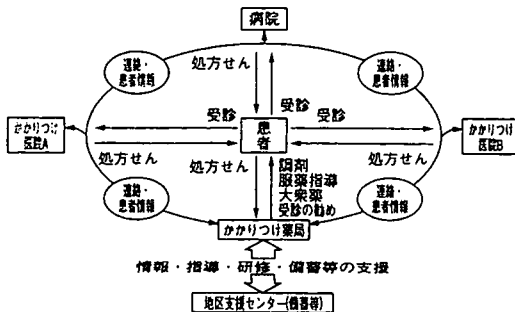 病院
連絡・
患者情報
処方せん
連絡・
患者情報
受診
受診
受診
かかりつけ
医院A
患者
かかりつけ
医院B
処方せん
処方せん
処方せん
調剤
服薬指導
大衆薬
受診の勧め
連絡・
患者情報
連絡・
患者情報
かかりつけ薬局
情報・指導・研修・備蓄等の支援
地区支援センター(備蓄等)